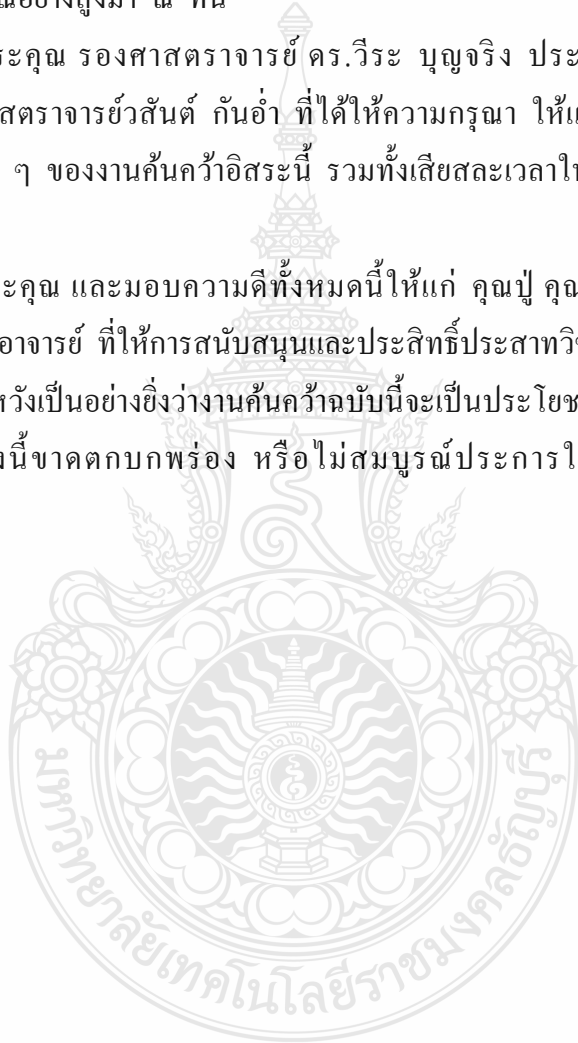 ระคุณ รองศาสตราจารย์ ดร.วีระ บุญจริง ประ
สตราจารย์วสันต์ กันอ่ำ ที่ได้ให้ความกรุณา ให้แ
ๆ ของงานค้นคว้าอิสระนี้ รวมทั้งเสียสละเวลาใน
ะคุณ และมอบความดีทั้งหมดนี้ให้แก่ คุณปู่ คุณ
อาจารย์ ที่ให้การสนับสนุนและประสิทธิ์ประสาทวิ
หวังเป็นอย่างยิ่งว่างานค้นคว้าฉบับนี้จะเป็นประโยช
งนี้ขาดตกบกพร่อง หรือไม่สมบูรณ์ประการใ
มหาวิทยาลัยเทคโนโลยีราชมงคลธัญบุรี